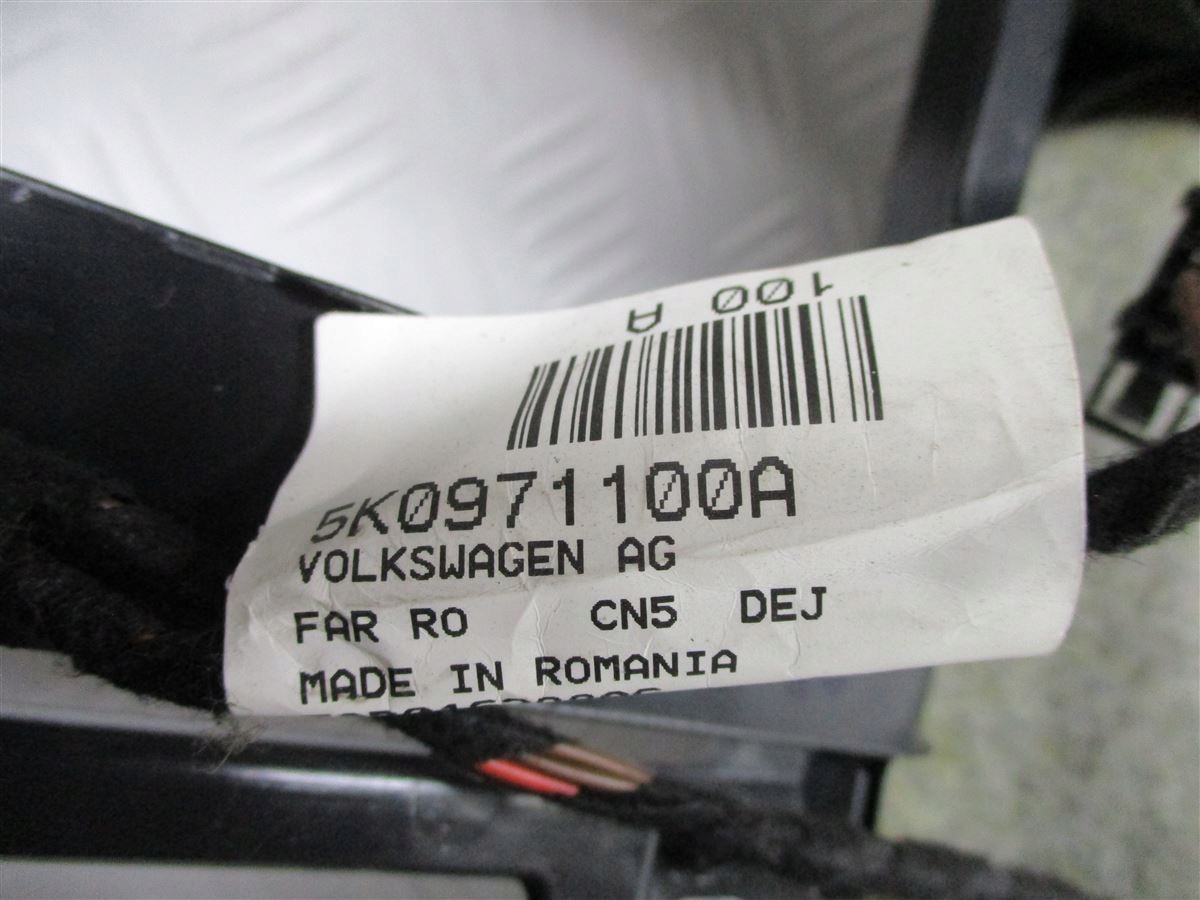 100 A
5K0971100A
VOLKSWAGEN AG
FAR RO CN5 DEJ
MADE IN ROMANIA